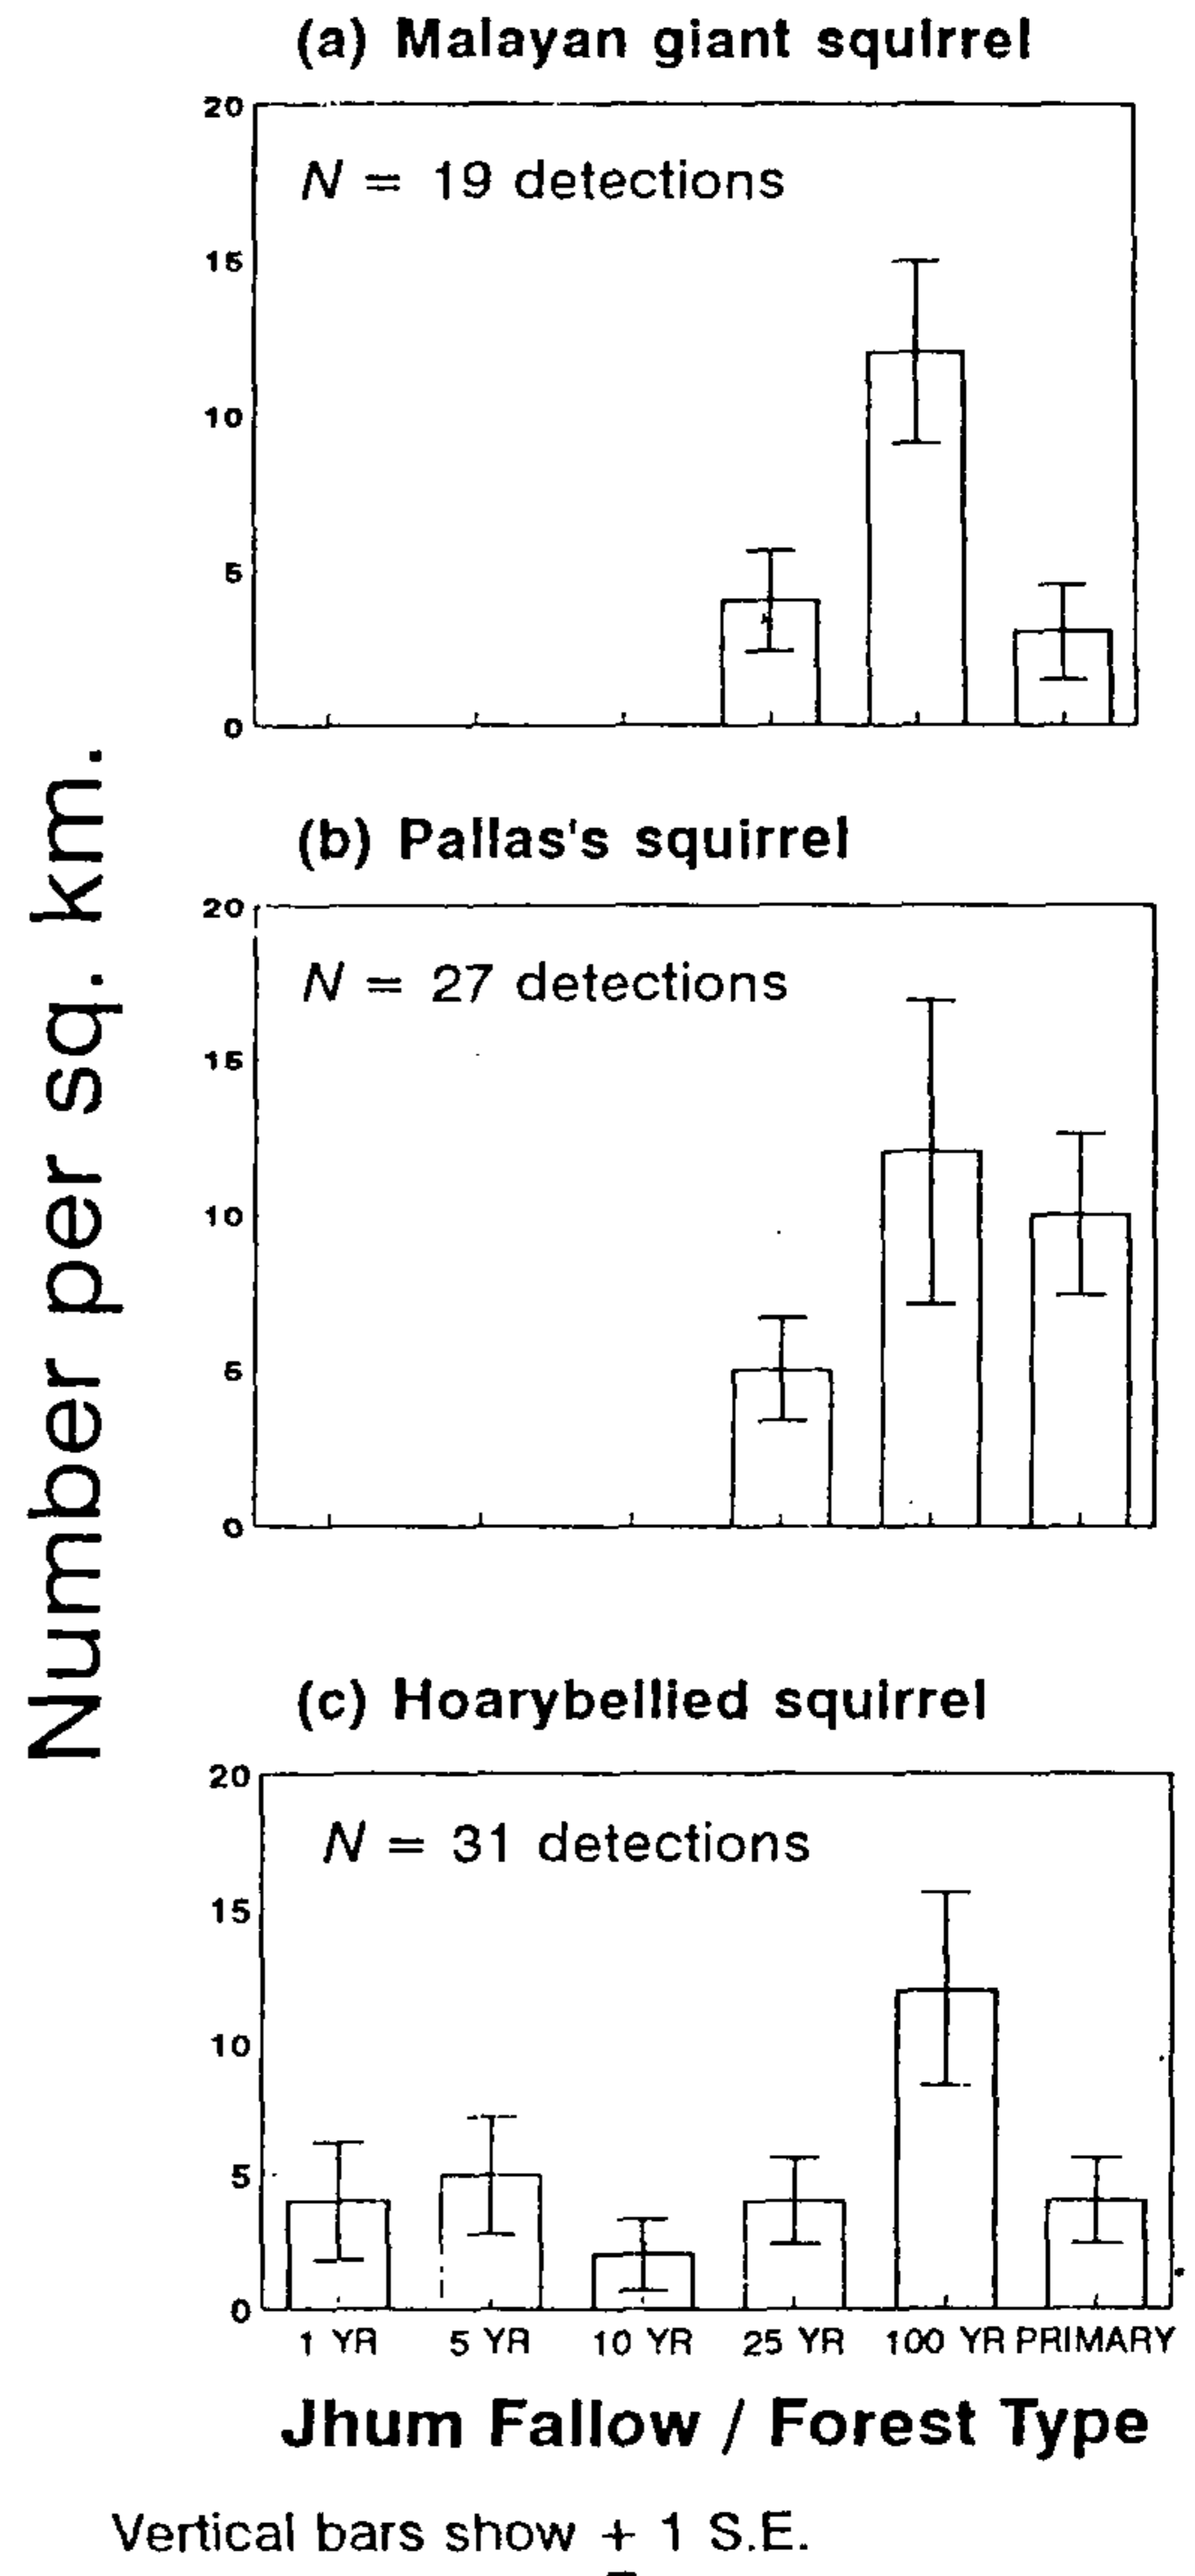 (a) Malayan giant squirrel
20
N = 19 detections
15
10
5
0
Number per sq. km.
(b) Pallas's squirrel
20
N = 27 detections
15
10
5
0
(c) Hoarybellied squirrel
20
N = 31 detections
15
10
5
0
1 YR 5 YR 10 YR 25 YR 100 YR PRIMARY
Jhum Fallow / Forest Type
Vertical bars show ± 1 S.E.